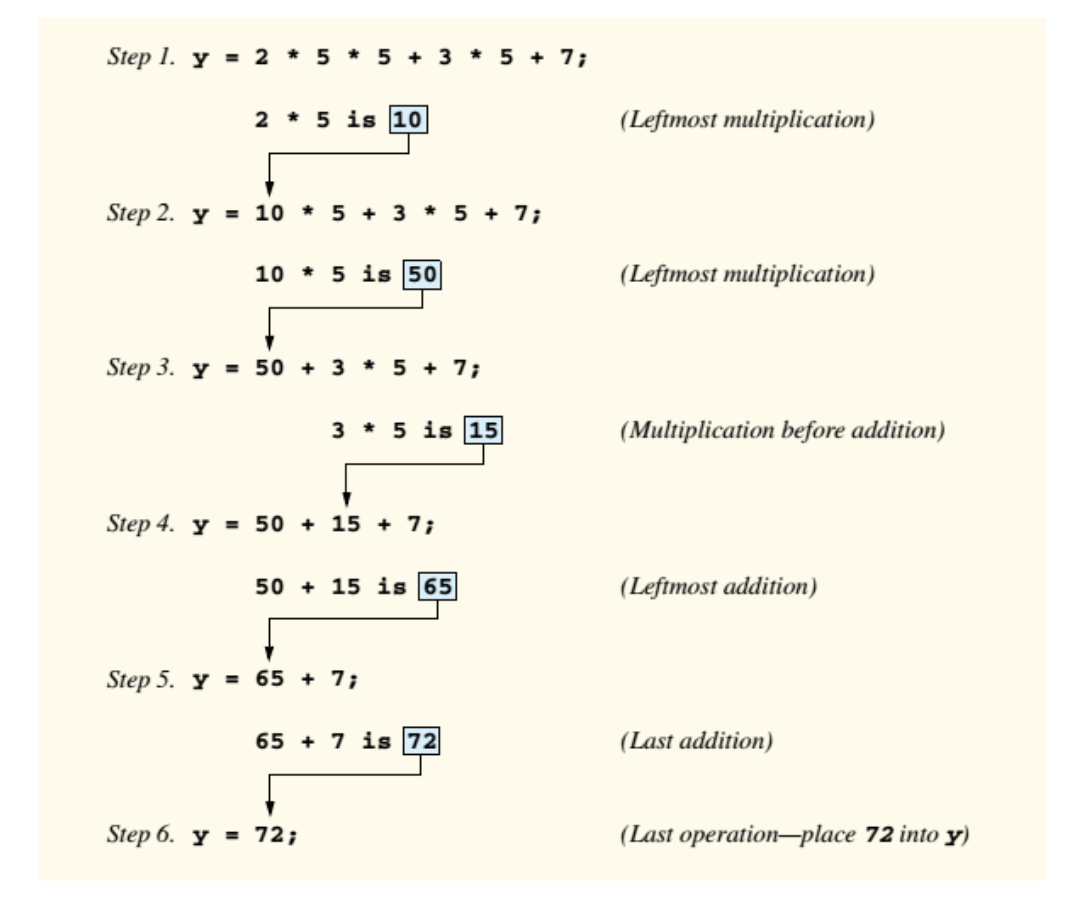 Step 1. y = 2 * 5 * 5 + 3 * 5 + 7;
2 * 5 is 10 (Leftmost multiplication)
Step 2. y = 10 * 5 + 3 * 5 + 7;
10 * 5 is 50 (Leftmost multiplication)
Step 3. y = 50 + 3 * 5 + 7;
3 * 5 is 15 (Multiplication before addition)
Step 4. y = 50 + 15 + 7;
50 + 15 is 65 (Leftmost addition)
Step 5. y = 65 + 7;
65 + 7 is 72 (Last addition)
Step 6. y = 72; (Last operation—place 72 into y)